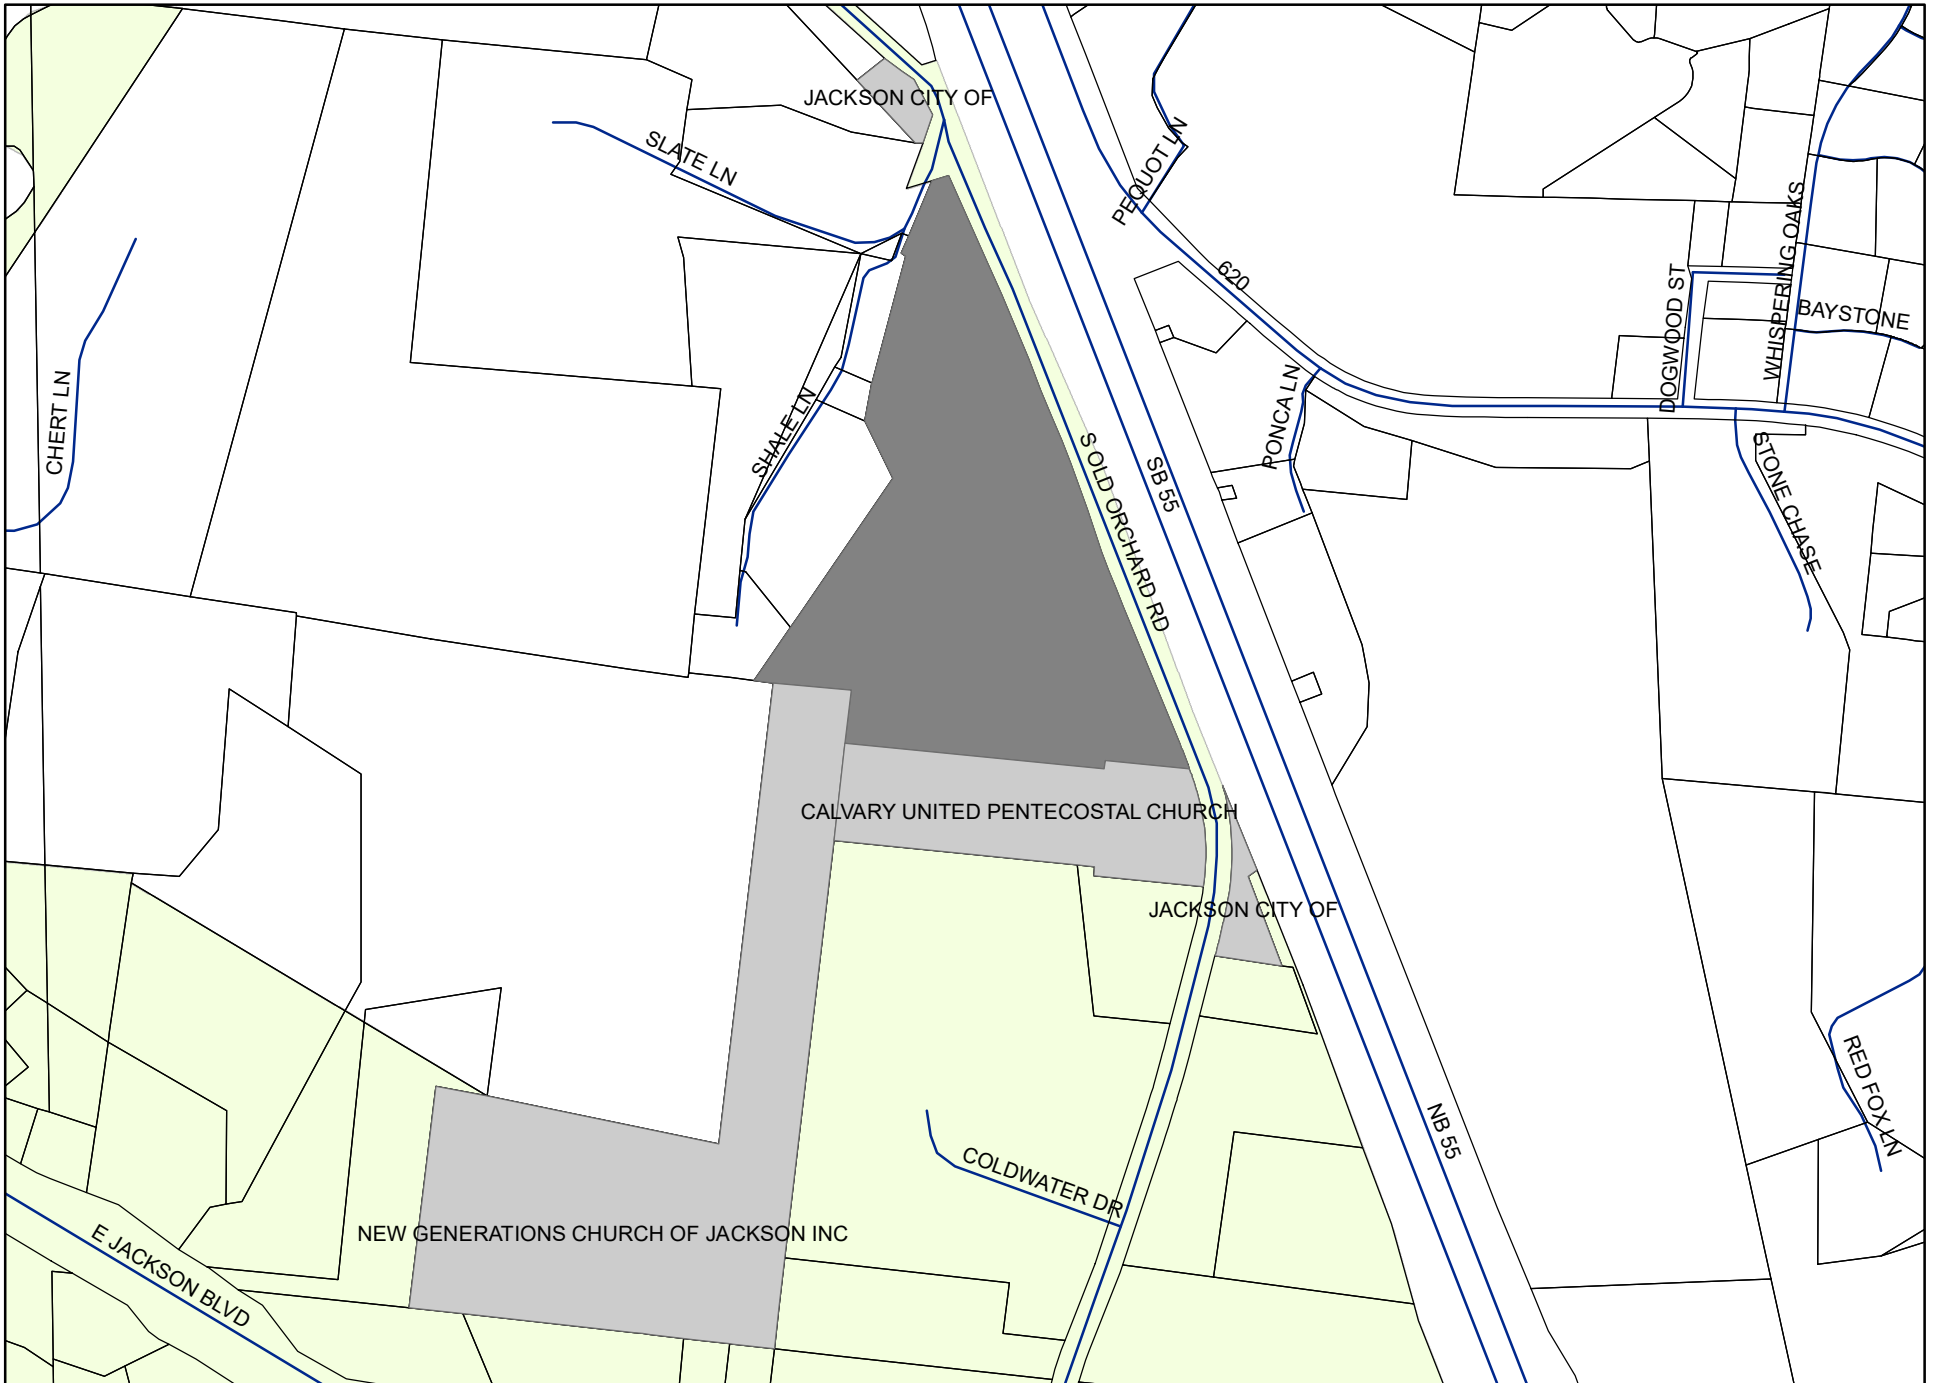 JACKSON CITY OF
SLATE LN
PEQUOT LN
620
WHISPERING OAKS
DOGWOOD ST
BAYSTONE
CHERT LN
SHALE LN
PONCA LN
S OLD ORCHARD RD
SB 55
STONE CHASE
CALVARY UNITED PENTECOSTAL CHURCH
JACKSON CITY OF
RED FOX LN
NB 55
COLDWATER DR
NEW GENERATIONS CHURCH OF JACKSON INC
E JACKSON BLVD